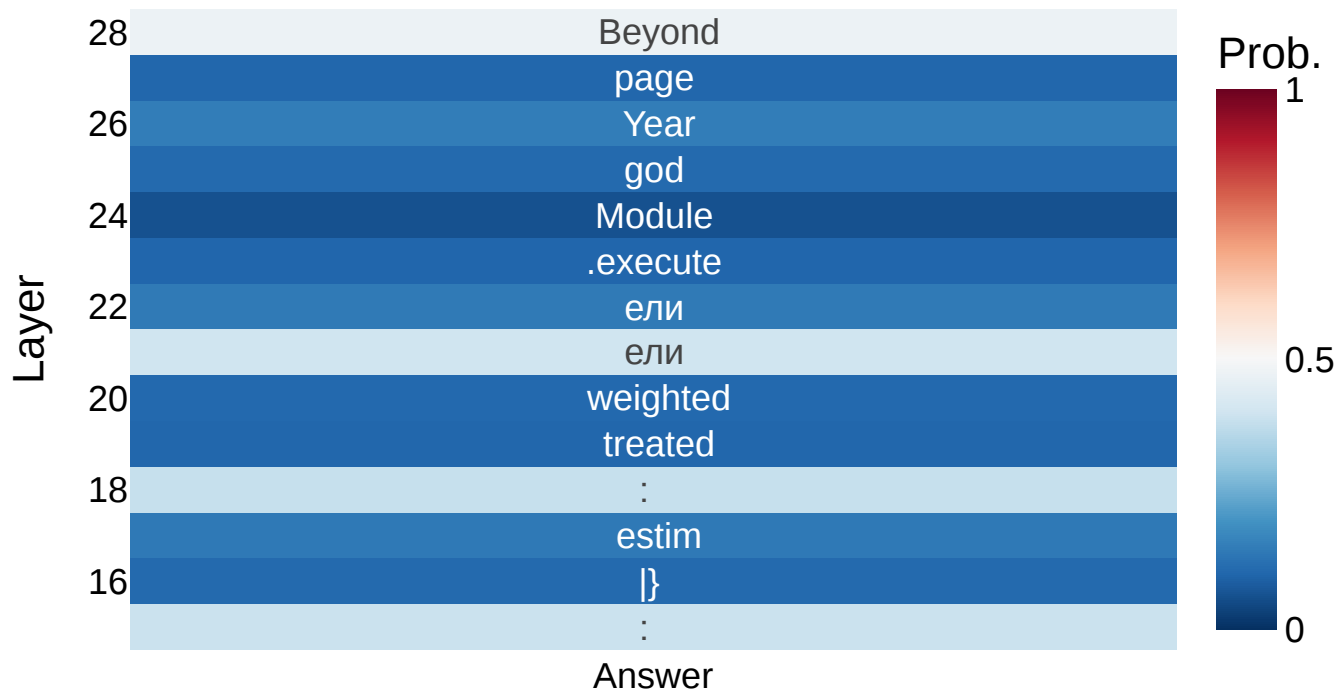 Prob.
28 Beyond
1
page
26 Year
god
24 Module
.execute
Layer
22 ели
ели
0.5
20 weighted
treated
18 :
estim
16 |}
:
0
Answer